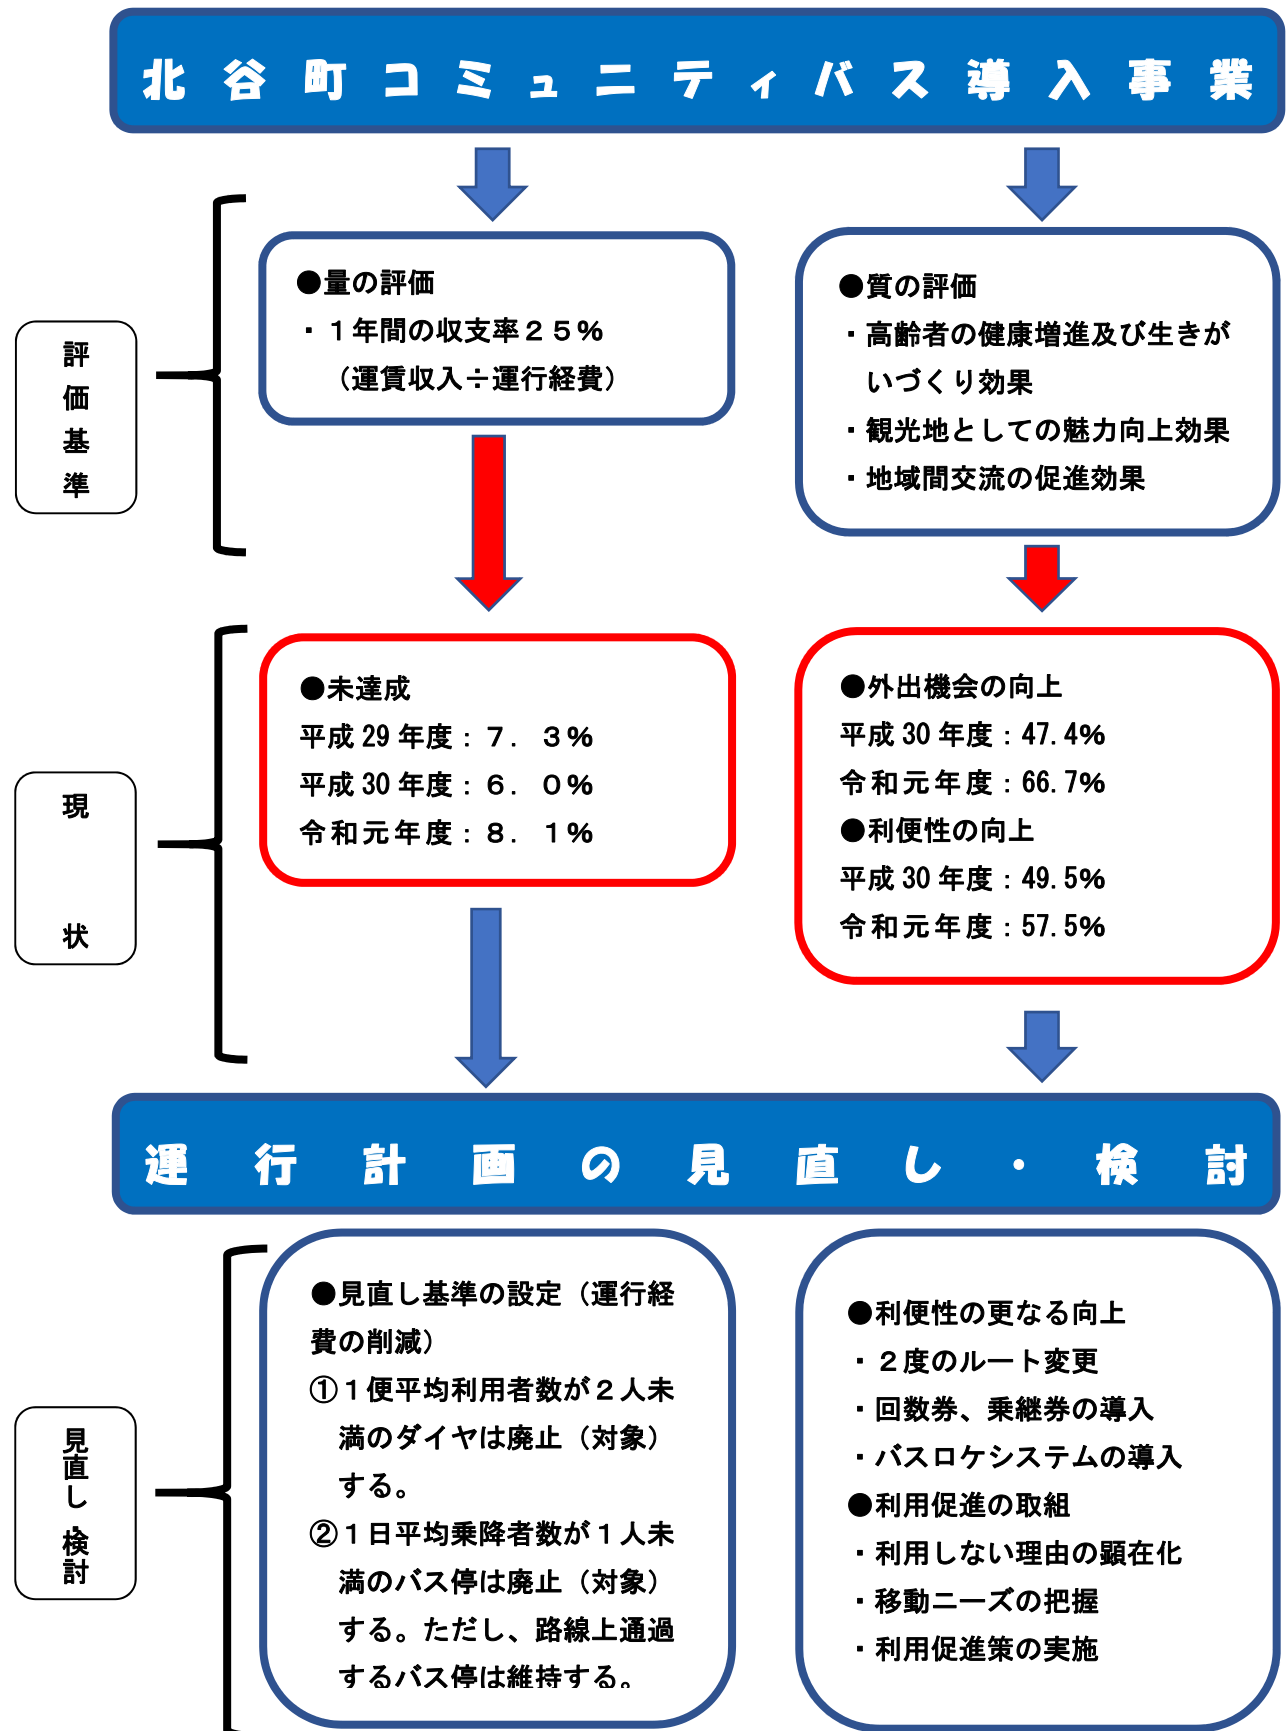 北谷町コミュニティバス導入事業
評価基準
●量の評価
・１年間の収支率２５％
（運賃収入÷運行経費）
●質の評価
・高齢者の健康増進及び生きが
いづくり効果
・観光地としての魅力向上効果
・地域間交流の促進効果
現状
●未達成
平成29年度：７．３％
平成30年度：６．０％
令和元年度：８．１％
●外出機会の向上
平成30年度：47.4%
令和元年度：66.7%
●利便性の向上
平成30年度：49.5%
令和元年度：57.5%
運行計画の見直し・検討
見直し・検討
●見直し基準の設定（運行経
費の削減）
①１便平均利用者数が２人未
満のダイヤは廃止（対象）
する。
②１日平均乗降者数が１人未
満のバス停は廃止（対象）
する。ただし、路線上通過
するバス停は維持する。
●利便性の更なる向上
・２度のルート変更
・回数券、乗継券の導入
・バスロケシステムの導入
●利用促進の取組
・利用しない理由の顕在化
・移動ニーズの把握
・利用促進策の実施